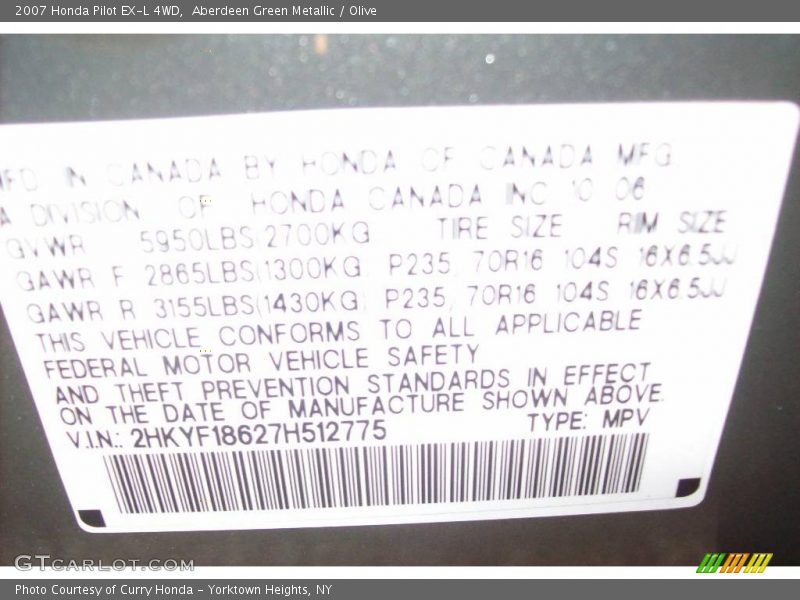 2007 Honda Pilot EX-L 4WD, Aberdeen Green Metallic / Olive
MFD IN CANADA BY HONDA OF CANADA MFG.
A DIVISION OF HONDA CANADA INC 10 06
GVWR 5950LBS(2700KG TIRE SIZE RIM SIZE
GAWR F 2865LBS(1300KG) P235/70R16 104S 16X6.5JJ
GAWR R 3155LBS(1430KG) P235/70R16 104S 16X6.5JJ
THIS VEHICLE CONFORMS TO ALL APPLICABLE
FEDERAL MOTOR VEHICLE SAFETY
AND THEFT PREVENTION STANDARDS IN EFFECT
ON THE DATE OF MANUFACTURE SHOWN ABOVE.
V.I.N.: 2HKYF18627H512775 TYPE: MPV
GTCARLOT.COM
Photo Courtesy of Curry Honda - Yorktown Heights, NY